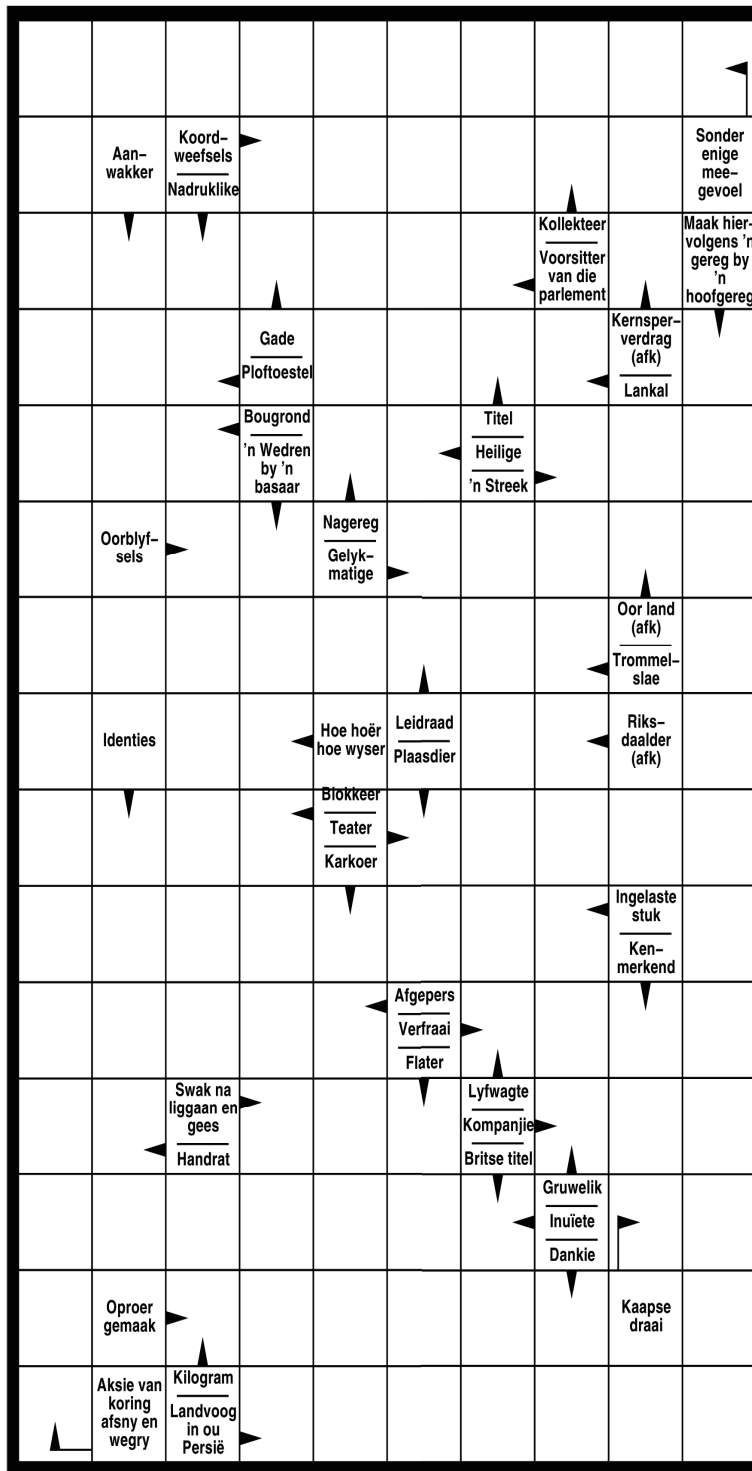 Aan–
wakker
Koord–
weefsels
Nadruklike
Sonder
enige
mee–
gevoel
Kollekteer
Voorsitter
van die
parlement
Maak hier–
volgens 'n
gereg by
'n
hoofgereg
Gade
Ploftoestel
Kernsper–
verdrag
(afk)
Lankal
Bougrond
'n Wedren
by 'n
basaar
Titel
Heilige
'n Streek
Oorblyf–
sels
Nagereg
Gelyk–
matige
Oor land
(afk)
Trommel–
slae
Identies
Hoe hoër
hoe wyser
Leidraad
Plaasdier
Riks–
daalder
(afk)
Blokkeer
Teater
Karkoer
Ingelaste
stuk
Ken–
merkend
Afgepers
Verfraai
Flater
Swak na
liggaan en
gees
Handrat
Lyfwagte
Kompanjie
Britse titel
Gruwelik
Inuïete
Dankie
Oproer
gemaak
Kaapse
draai
Aksie van
koring
afsny en
wegry
Kilogram
Landvoog
in ou
Persië